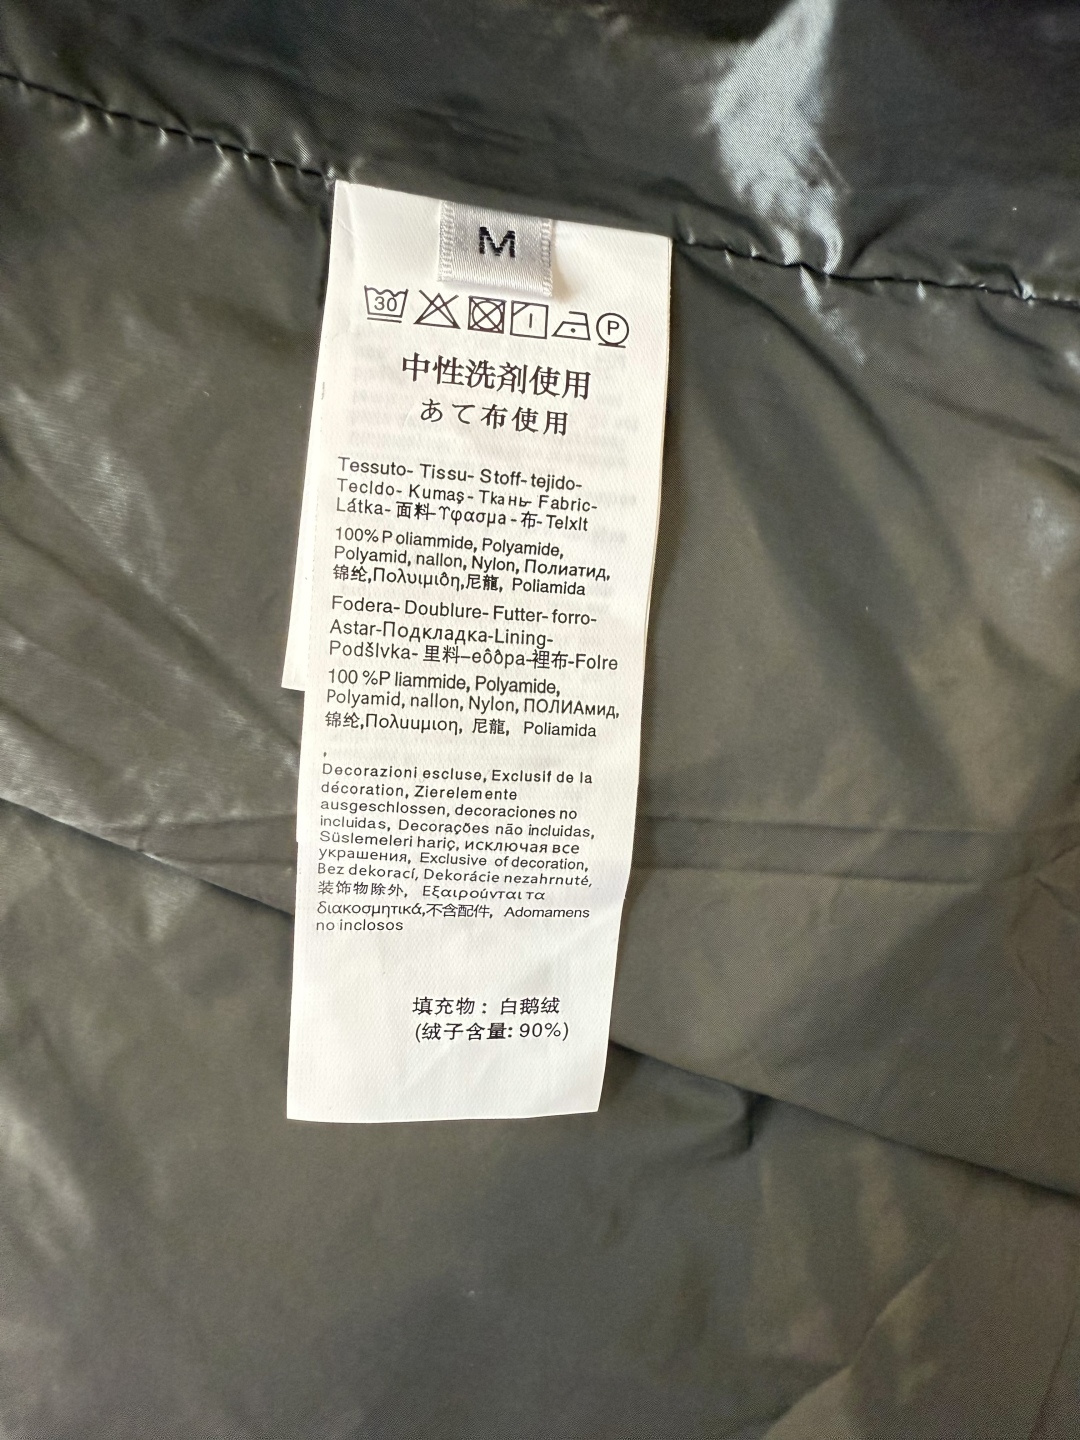 M
30
P
中性洗剤使用
あて布使用
Tessuto- Tissu- Stoff- tejido-
Tecldo- Kumaş- Ткань- Fabric-
Látka- 面料-Ύφασμα-布-Telxlt
100%P oliammide, Polyamide,
Polyamid, nallon, Nylon, Полиатид,
锦纶,Πολυιμιδη,尼龍, Poliamida
Fodera- Doublure- Futter- forro-
Astar-Подкладка-Lining-
Podšlvka- 里料-eôôpa-裡布-Folre
100 %P liammide, Polyamide,
Polyamid, nallon, Nylon, ПОЛИАмид,
锦纶,Πολυυμιοη, 尼龍, Poliamida
,
Decorazioni escluse, Exclusif de la
décoration, Zierelemente
ausgeschlossen, decoraciones no
incluidas, Decorações não incluidas,
Süslemeleri hariç, исключая все
украшения, Exclusive of decoration,
Bez dekorací, Dekorácie nezahrnuté,
装饰物除外, Εξαιρούνται τα
διακοσμητικά,不含配件, Adomamens
no inclosos
填充物：白鹅绒
(绒子含量: 90%)